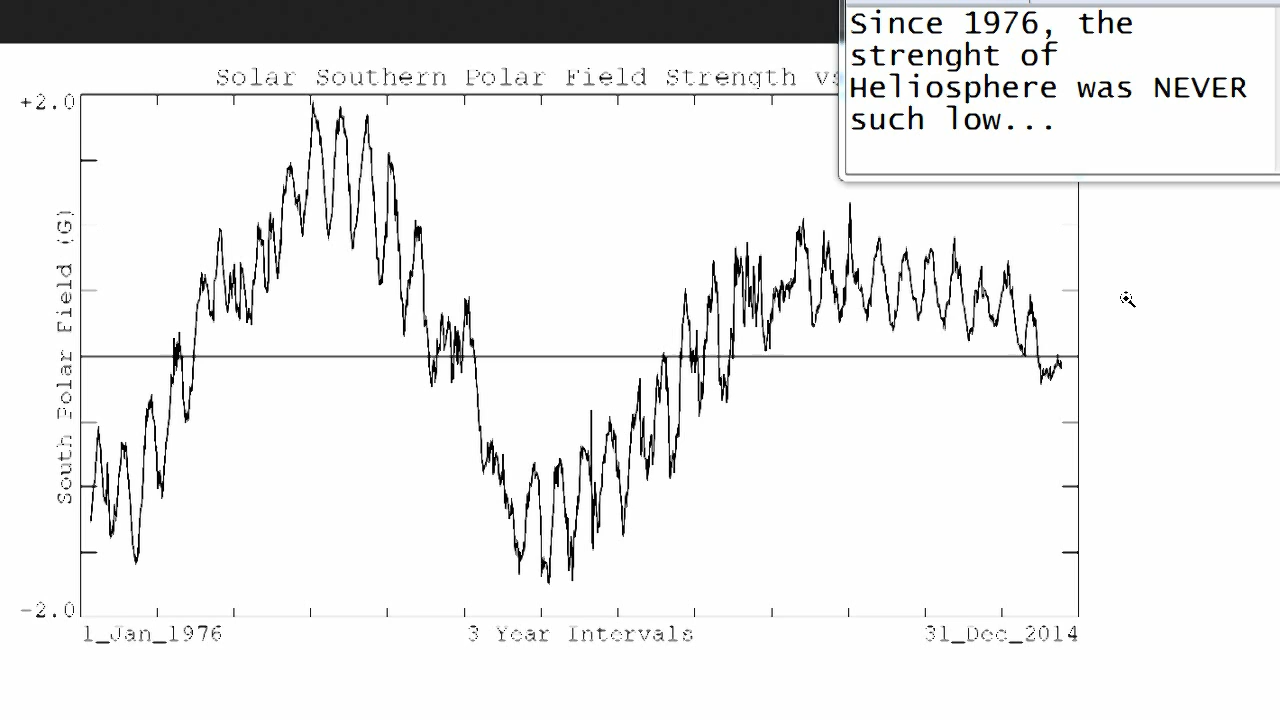 Since 1976, the
strenght of
Heliosphere was NEVER
such low...
Solar Southern Polar Field Strength
+2.0
South Polar Field (G)
-2.0
1_Jan_1976
3 Year Intervals
31_Dec_2014